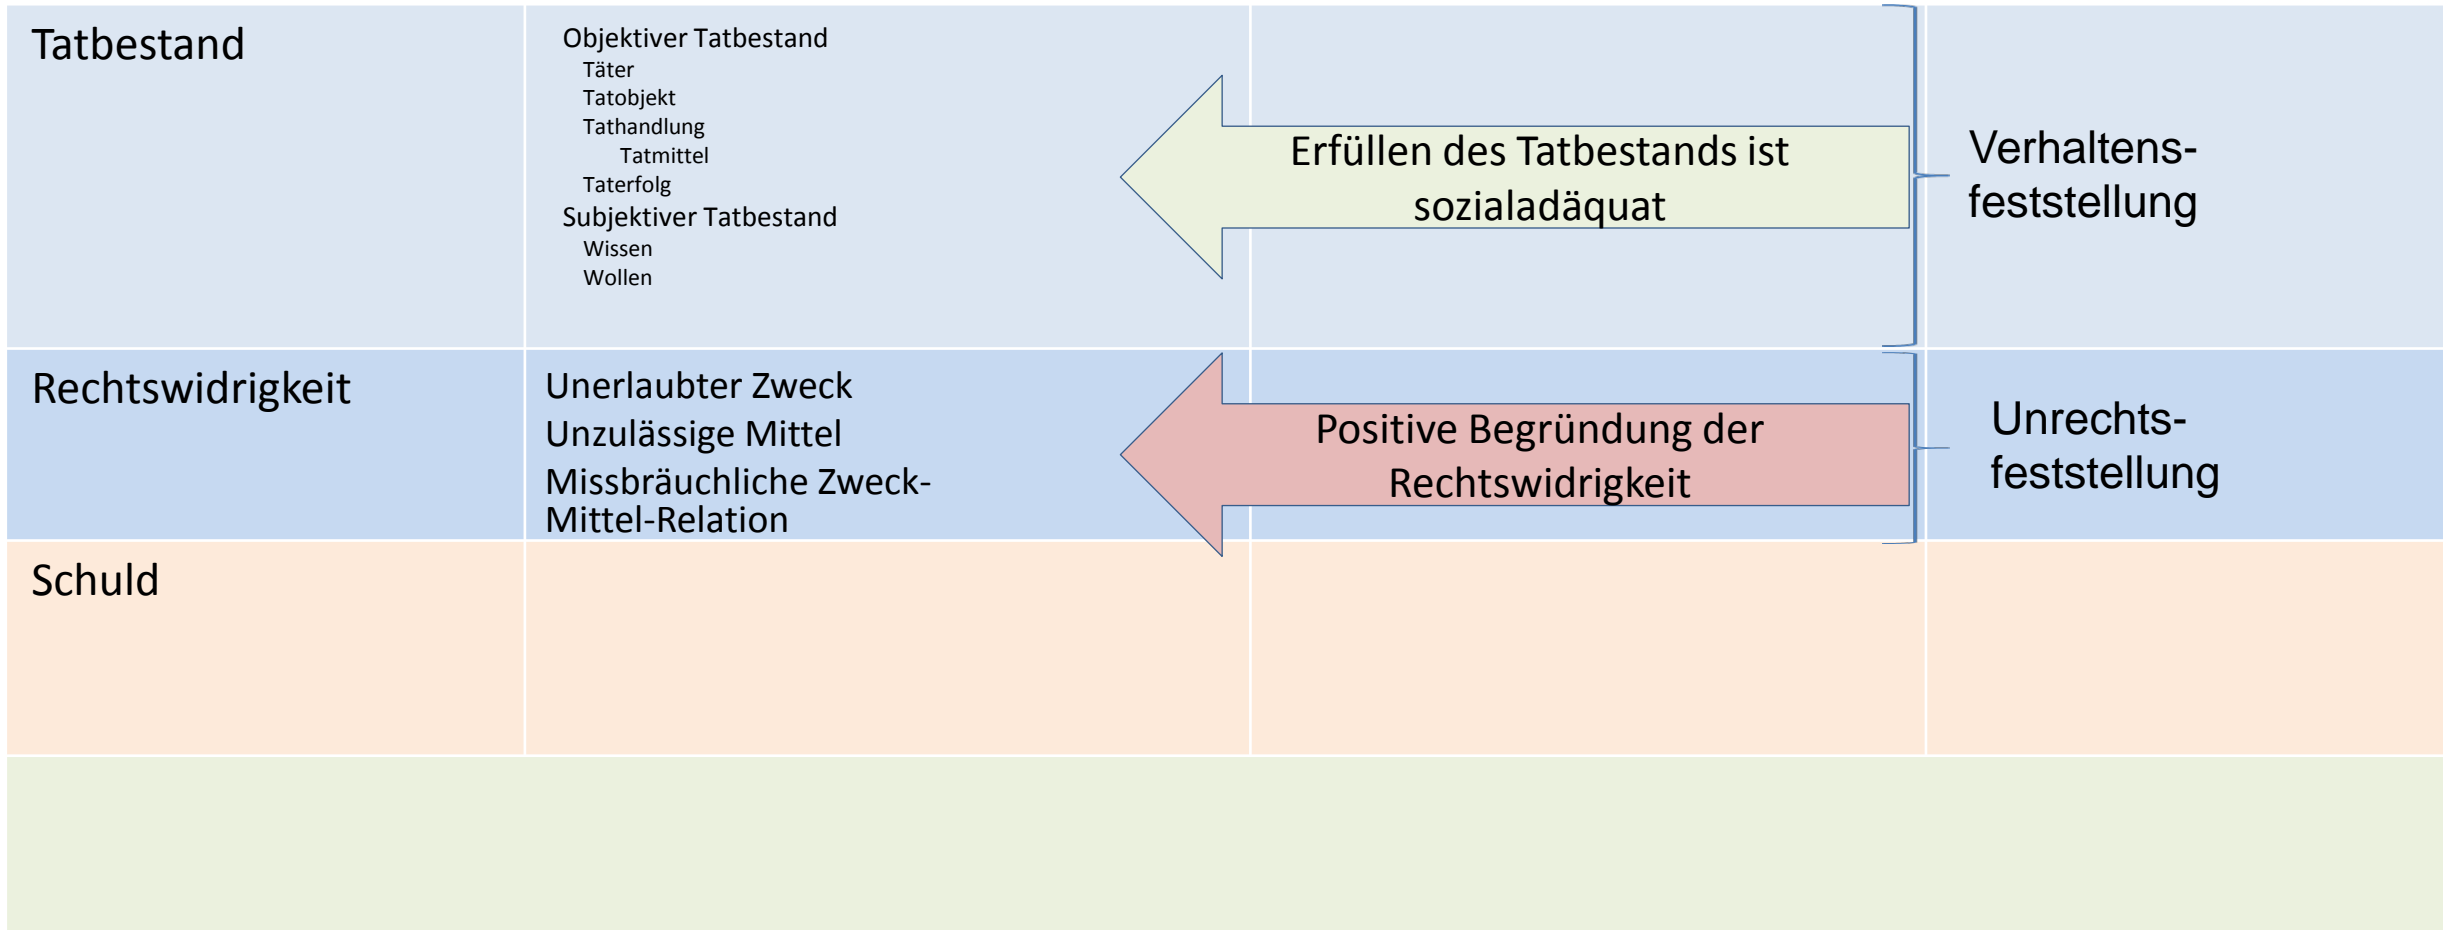 Tatbestand
Objektiver Tatbestand
Täter
Tatobjekt
Tathandlung
Tatmittel
Taterfolg
Subjektiver Tatbestand
Wissen
Wollen
Erfüllen des Tatbestands ist
sozialadäquat
Verhaltens-
feststellung
Rechtswidrigkeit
Unerlaubter Zweck
Unzulässige Mittel
Missbräuchliche Zweck-
Mittel-Relation
Positive Begründung der
Rechtswidrigkeit
Unrechts-
feststellung
Schuld